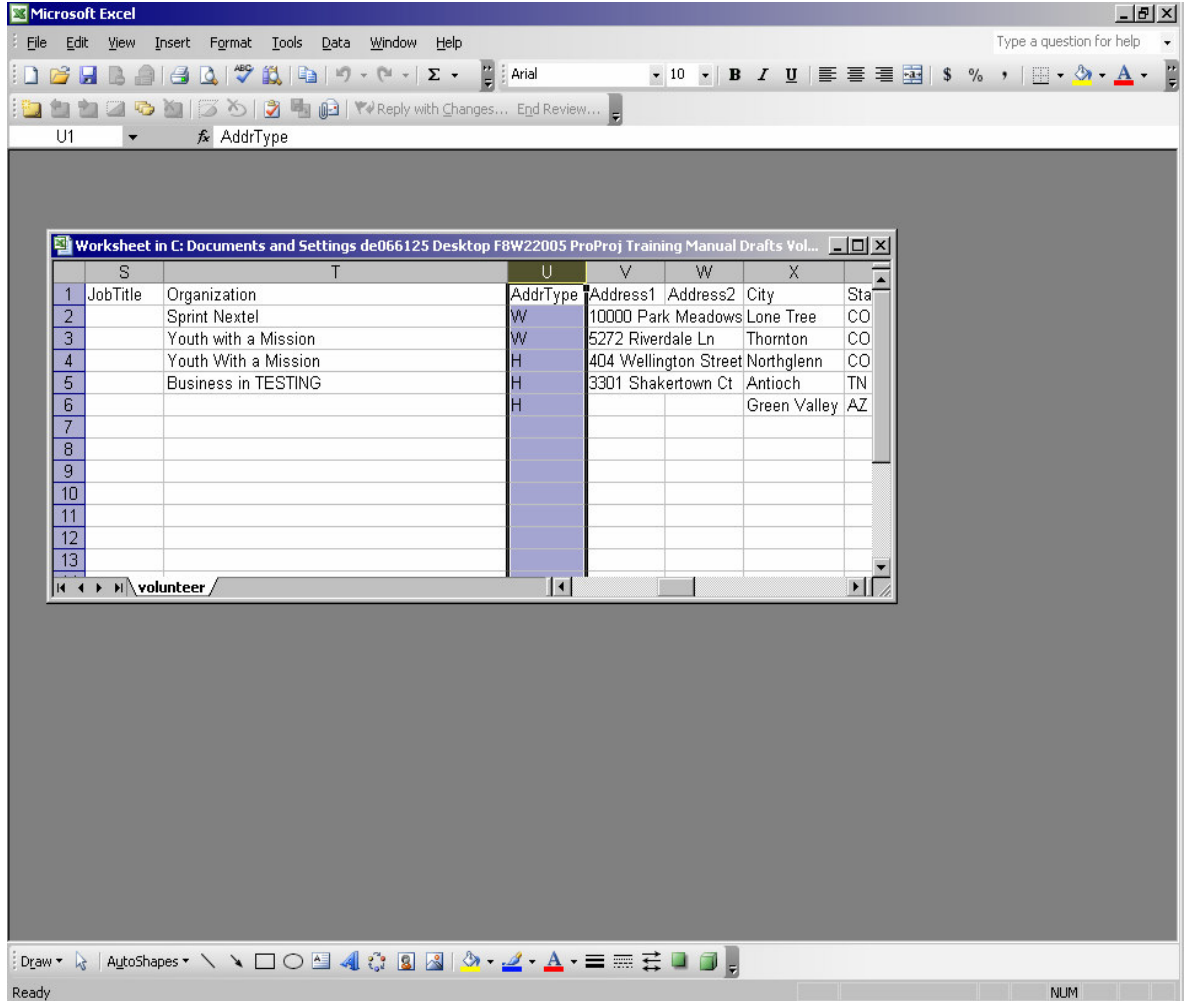 Microsoft Excel
File Edit View Insert Format Tools Data Window Help Type a question for help
ABC Σ Arial 10 B I U a $ % , A
Reply with Changes... End Review...
U1 fx AddrType
Worksheet in C: Documents and Settings de066125 Desktop F8W22005 ProProj Training Manual Drafts Vol...
S T U V W X
1 JobTitle Organization AddrType Address1 Address2 City Sta
2 Sprint Nextel W 10000 Park Meadows Lone Tree CO
3 Youth with a Mission W 5272 Riverdale Ln Thornton CO
4 Youth With a Mission H 404 Wellington Street Northglenn CO
5 Business in TESTING H 3301 Shakertown Ct Antioch TN
6 H Green Valley AZ
7
8
9
10
11
12
13
volunteer
Draw AutoShapes A A
Ready NUM